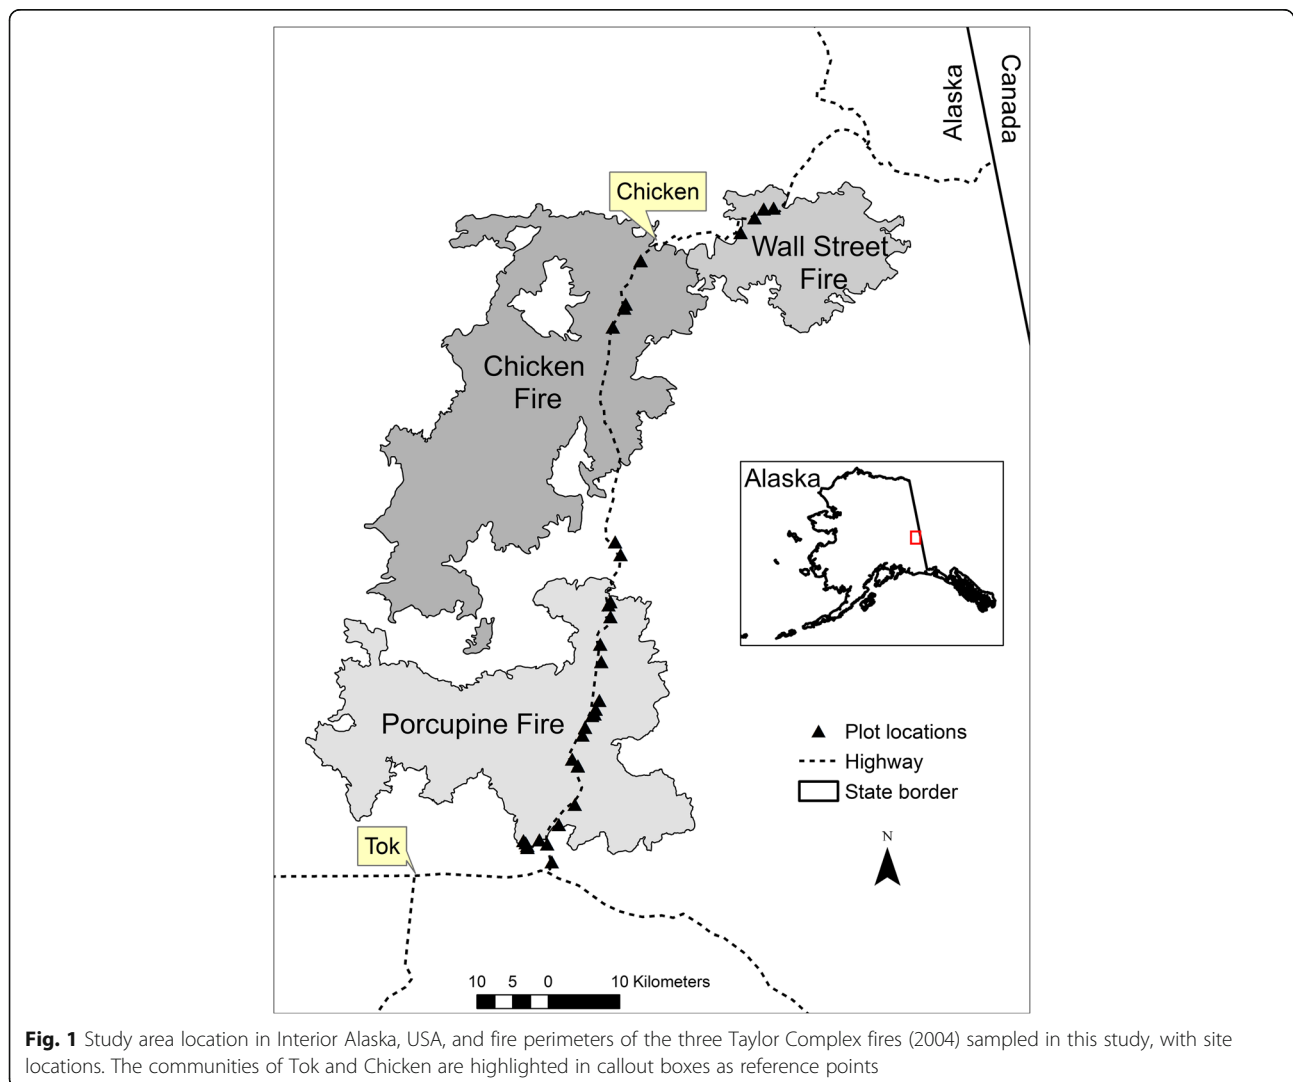 Canada
Alaska
Chicken
Wall Street
Fire
Chicken
Fire
Alaska
Porcupine Fire
Plot locations
Highway
State border
N
Tok
10 5 0 10 Kilometers
Fig. 1 Study area location in Interior Alaska, USA, and fire perimeters of the three Taylor Complex fires (2004) sampled in this study, with site
locations. The communities of Tok and Chicken are highlighted in callout boxes as reference points